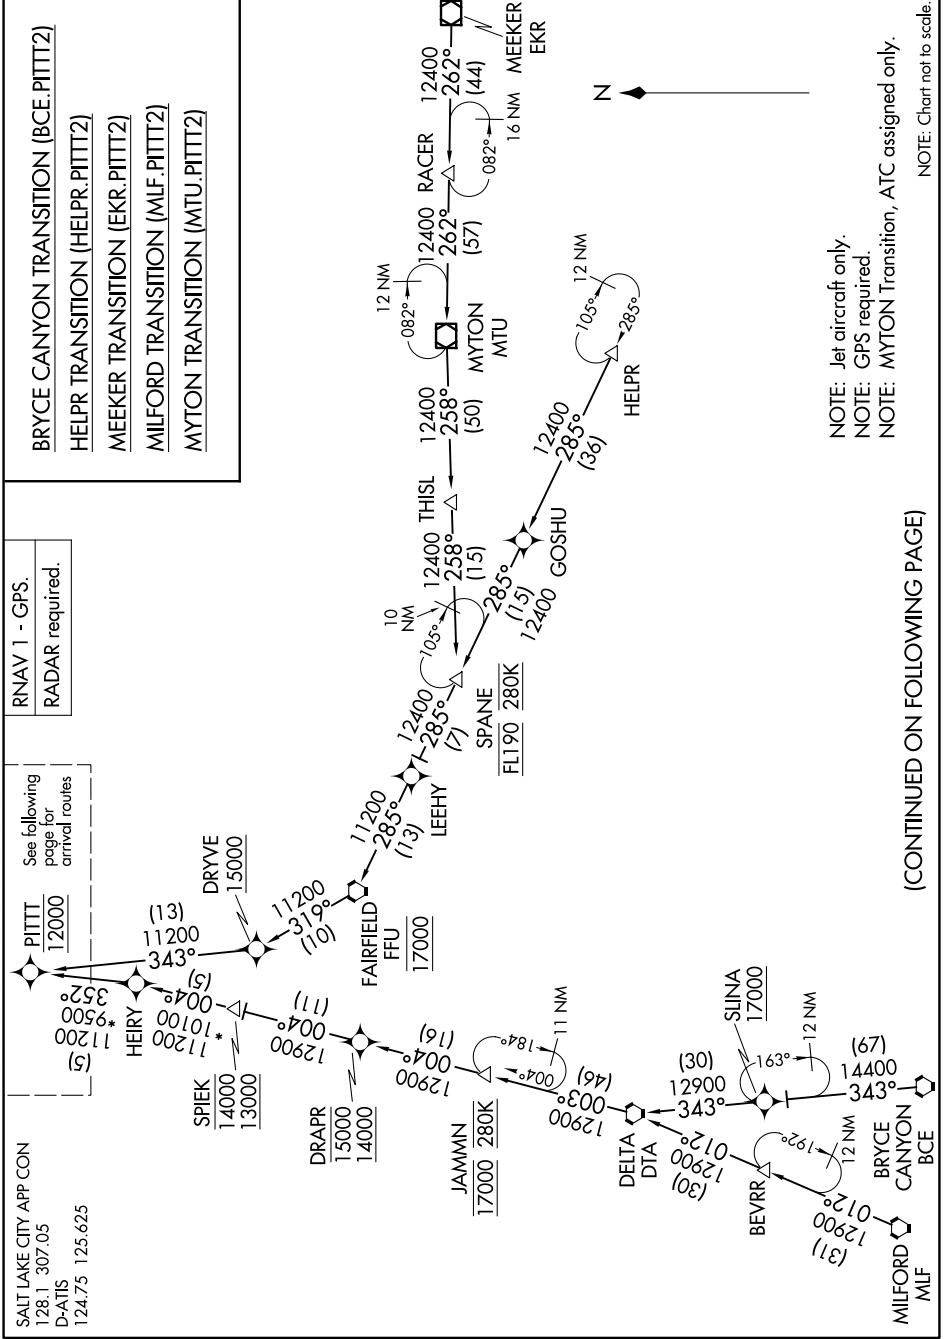 BRYCE CANYON TRANSITION (BCE.PITTT2)
HELPR TRANSITION (HELPR.PITTT2)
MEEKER TRANSITION (EKR.PITTT2)
MILFORD TRANSITION (MLF.PITTT2)
MYTON TRANSITION (MTU.PITTT2)
RNAV 1 - GPS.
RADAR required.
See following
page for
arrival routes
SALT LAKE CITY APP CON
128.1 307.05
D-ATIS
124.75 125.625
PITTT
12000
(13)
11200
343°
352°
*9500
11200
(5)
HEIRY
DRYVE
15000
(5)
004°
*10100
11200
SPIEK
14000
13000
11200
319°
(10)
FAIRFIELD
FFU
17000
(11)
004°
12900
DRAPR
15000
14000
(16)
004°
12900
JAMMN
17000 280K
184°
004°
11 NM
(46)
003°
12900
DELTA
DTA
(30)
12900
343°
SLINA
17000
163°
12 NM
(67)
14400
343°
BRYCE
CANYON
BCE
012°
12900
(30)
BEVRR
192°
12 NM
012°
12900
(31)
MILFORD
MLF
11200
285°
(13)
LEEHY
12400
285°
(7)
SPANE
FL190 280K
105°
10
NM
12400
258°
(15)
THISL
12400
258°
(50)
MYTON
MTU
082°
12 NM
12400
262°
(57)
RACER
082°
16 NM
12400
262°
(44)
MEEKER
EKR
285°
(15)
12400
GOSHU
12400
285°
(36)
HELPR
105°
285°
12 NM
N
NOTE: Jet aircraft only.
NOTE: GPS required.
NOTE: MYTON Transition, ATC assigned only.
NOTE: Chart not to scale.
(CONTINUED ON FOLLOWING PAGE)